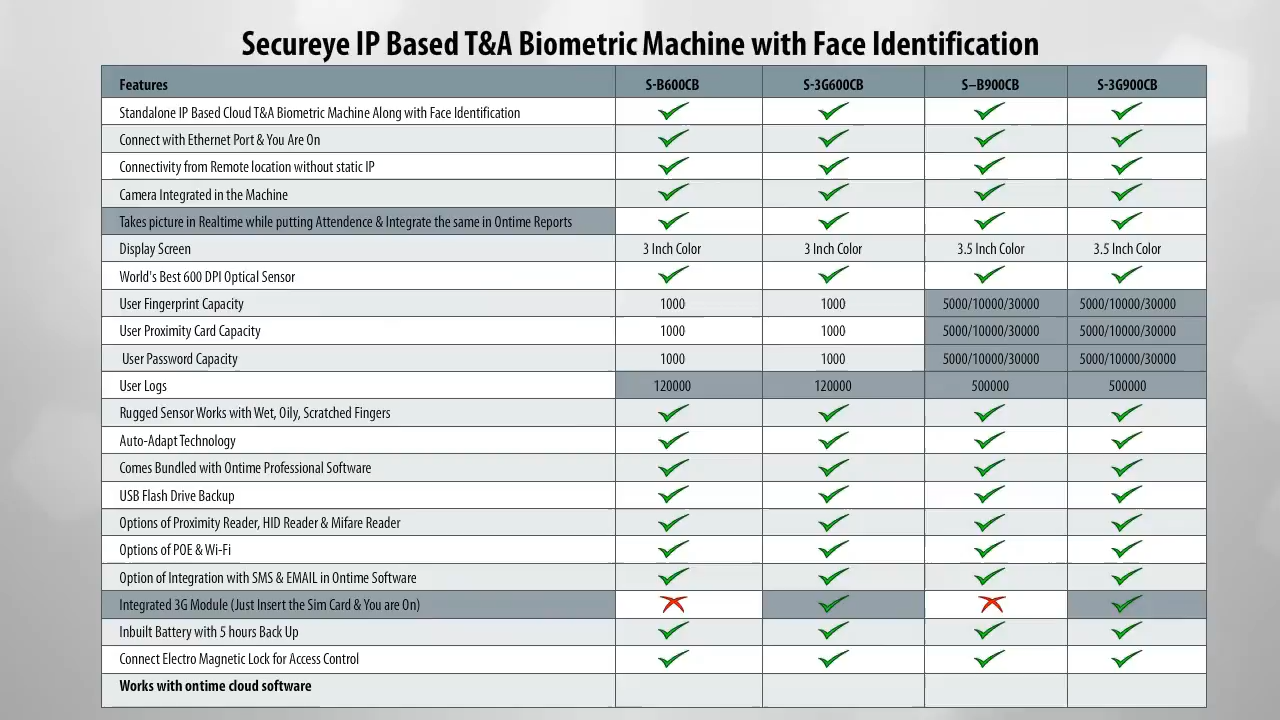 Secureye IP Based T&A Biometric Machine with Face Identification
Features S-B600CB S-3G600CB S–B900CB S-3G900CB
Standalone IP Based Cloud T&A Biometric Machine Along with Face Identification
Connect with Ethernet Port & You Are On
Connectivity from Remote location without static IP
Camera Integrated in the Machine
Takes picture in Realtime while putting Attendence & Integrate the same in Ontime Reports
Display Screen 3 Inch Color 3 Inch Color 3.5 Inch Color 3.5 Inch Color
World's Best 600 DPI Optical Sensor
User Fingerprint Capacity 1000 1000 5000/10000/30000 5000/10000/30000
User Proximity Card Capacity 1000 1000 5000/10000/30000 5000/10000/30000
User Password Capacity 1000 1000 5000/10000/30000 5000/10000/30000
User Logs 120000 120000 500000 500000
Rugged Sensor Works with Wet, Oily, Scratched Fingers
Auto-Adapt Technology
Comes Bundled with Ontime Professional Software
USB Flash Drive Backup
Options of Proximity Reader, HID Reader & Mifare Reader
Options of POE & Wi-Fi
Option of Integration with SMS & EMAIL in Ontime Software
Integrated 3G Module (Just Insert the Sim Card & You are On)
Inbuilt Battery with 5 hours Back Up
Connect Electro Magnetic Lock for Access Control
Works with ontime cloud software